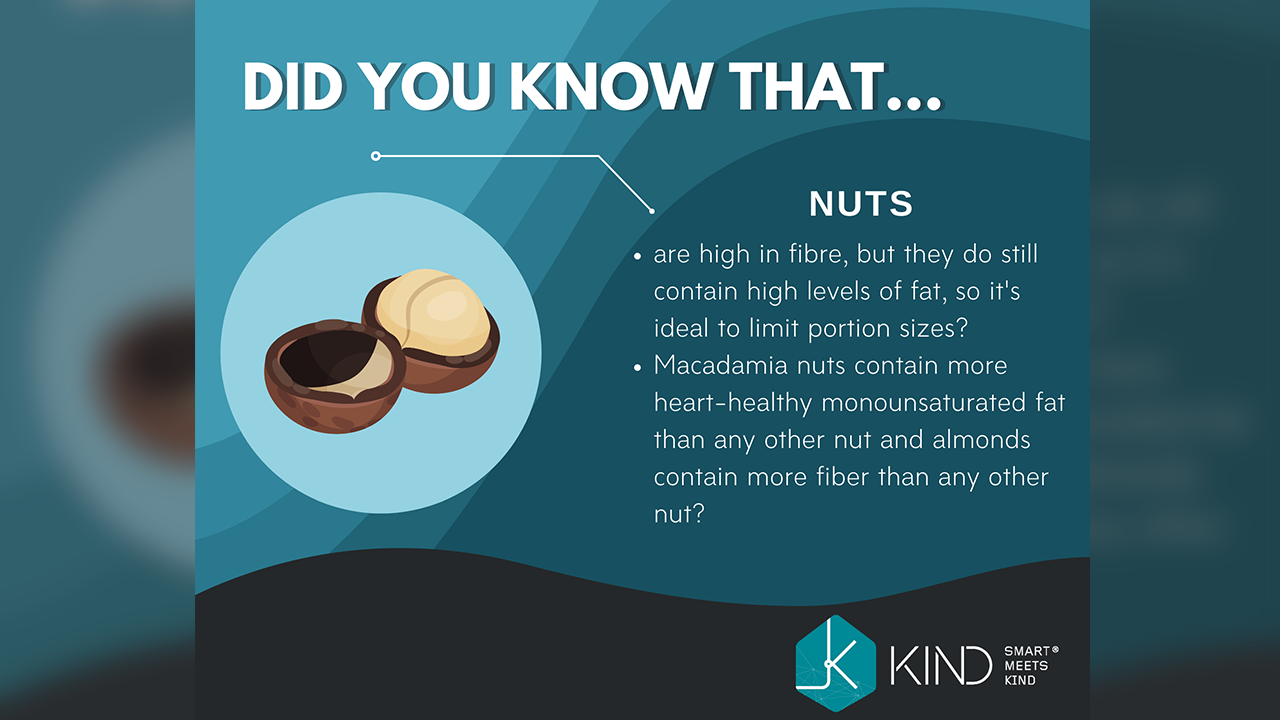 DID YOU KNOW THAT...
NUTS
• are high in fibre, but they do still
contain high levels of fat, so it's
ideal to limit portion sizes?
• Macadamia nuts contain more
heart-healthy monounsaturated fat
than any other nut and almonds
contain more fiber than any other
nut?
KIND
SMART®
MEETS
KIND